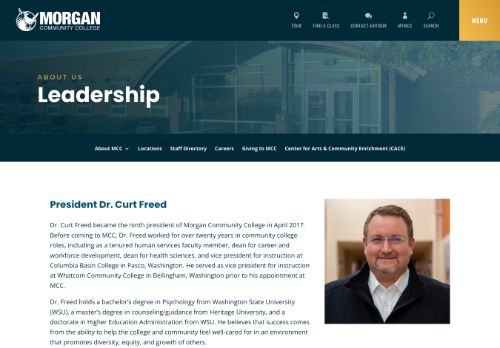 MORGAN
COMMUNITY COLLEGE
TOUR
FIND A CLASS
CONTACT ADVISOR
MYMCC
SEARCH
MENU
ABOUT US
Leadership
About MCC
Locations
Staff Directory
Careers
Giving to MCC
Center for Arts & Community Enrichment (CACE)
President Dr. Curt Freed
Dr. Curt Freed became the ninth president of Morgan Community College in April 2017.
Before coming to MCC, Dr. Freed worked for over twenty years in community college
roles, including as a tenured human services faculty member, dean for career and
workforce development, dean for health sciences, and vice president for instruction at
Columbia Basin College in Pasco, Washington. He served as vice president for instruction
at Whatcom Community College in Bellingham, Washington prior to his appointment at
MCC.
Dr. Freed holds a bachelor's degree in Psychology from Washington State University
(WSU), a master's degree in counseling/guidance from Heritage University, and a
doctorate in Higher Education Administration from WSU. He believes that success comes
from the ability to help the college and community feel well-cared for in an environment
that promotes diversity, equity, and growth of others.